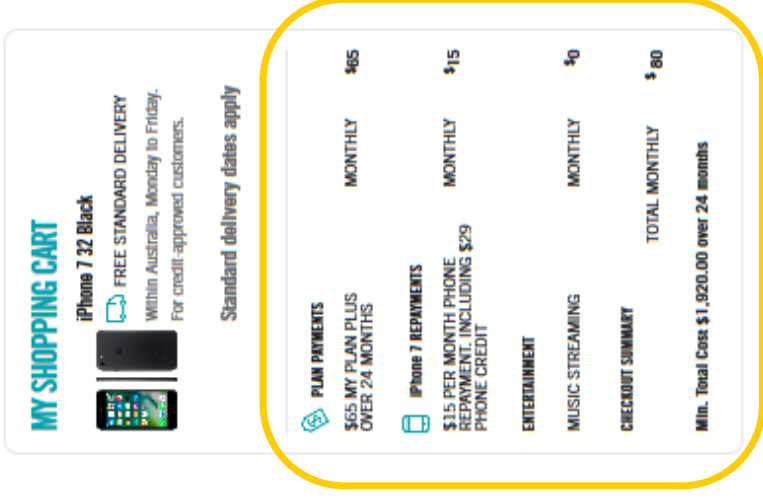 MY SHOPPING CART
iPhone 7 32 Black
FREE STANDARD DELIVERY
Within Australia, Monday to Friday.
For credit-approved customers.
Standard delivery dates apply
PLAN PAYMENTS
$65 MY PLAN PLUS
OVER 24 MONTHS
MONTHLY $65
iPhone 7 REPAYMENTS
$15 PER MONTH PHONE
REPAYMENT. INCLUDING $29
PHONE CREDIT
MONTHLY $15
ENTERTAINMENT
MUSIC STREAMING MONTHLY $0
CHECKOUT SUMMARY
TOTAL MONTHLY $ 80
Min. Total Cost $1,920.00 over 24 months